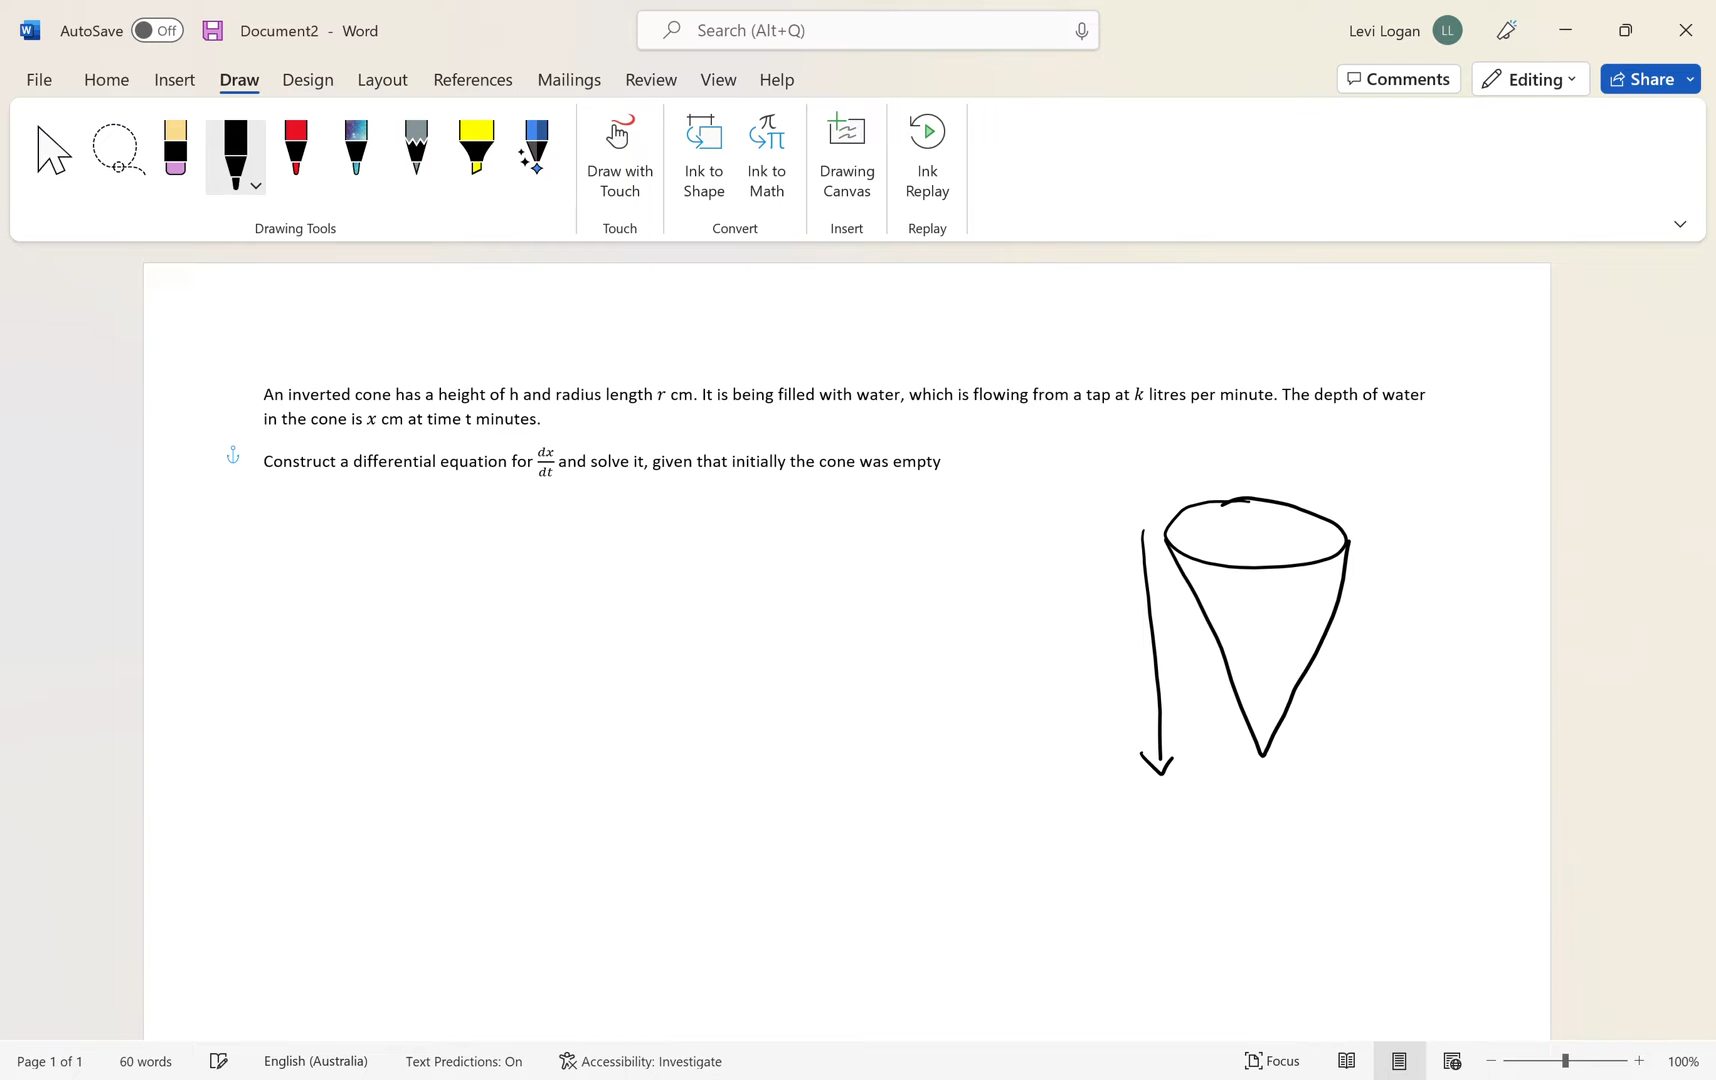 AutoSave Off Document2 - Word Search (Alt+Q) Levi Logan LL
File Home Insert Draw Design Layout References Mailings Review View Help Comments Editing Share
Draw with Touch
Ink to Shape
Ink to Math
Drawing Canvas
Ink Replay
Drawing Tools Touch Convert Insert Replay
An inverted cone has a height of h and radius length r cm. It is being filled with water, which is flowing from a tap at k litres per minute. The depth of water
in the cone is x cm at time t minutes.
Construct a differential equation for dx/dt and solve it, given that initially the cone was empty
Page 1 of 1 60 words English (Australia) Text Predictions: On Accessibility: Investigate Focus 100%